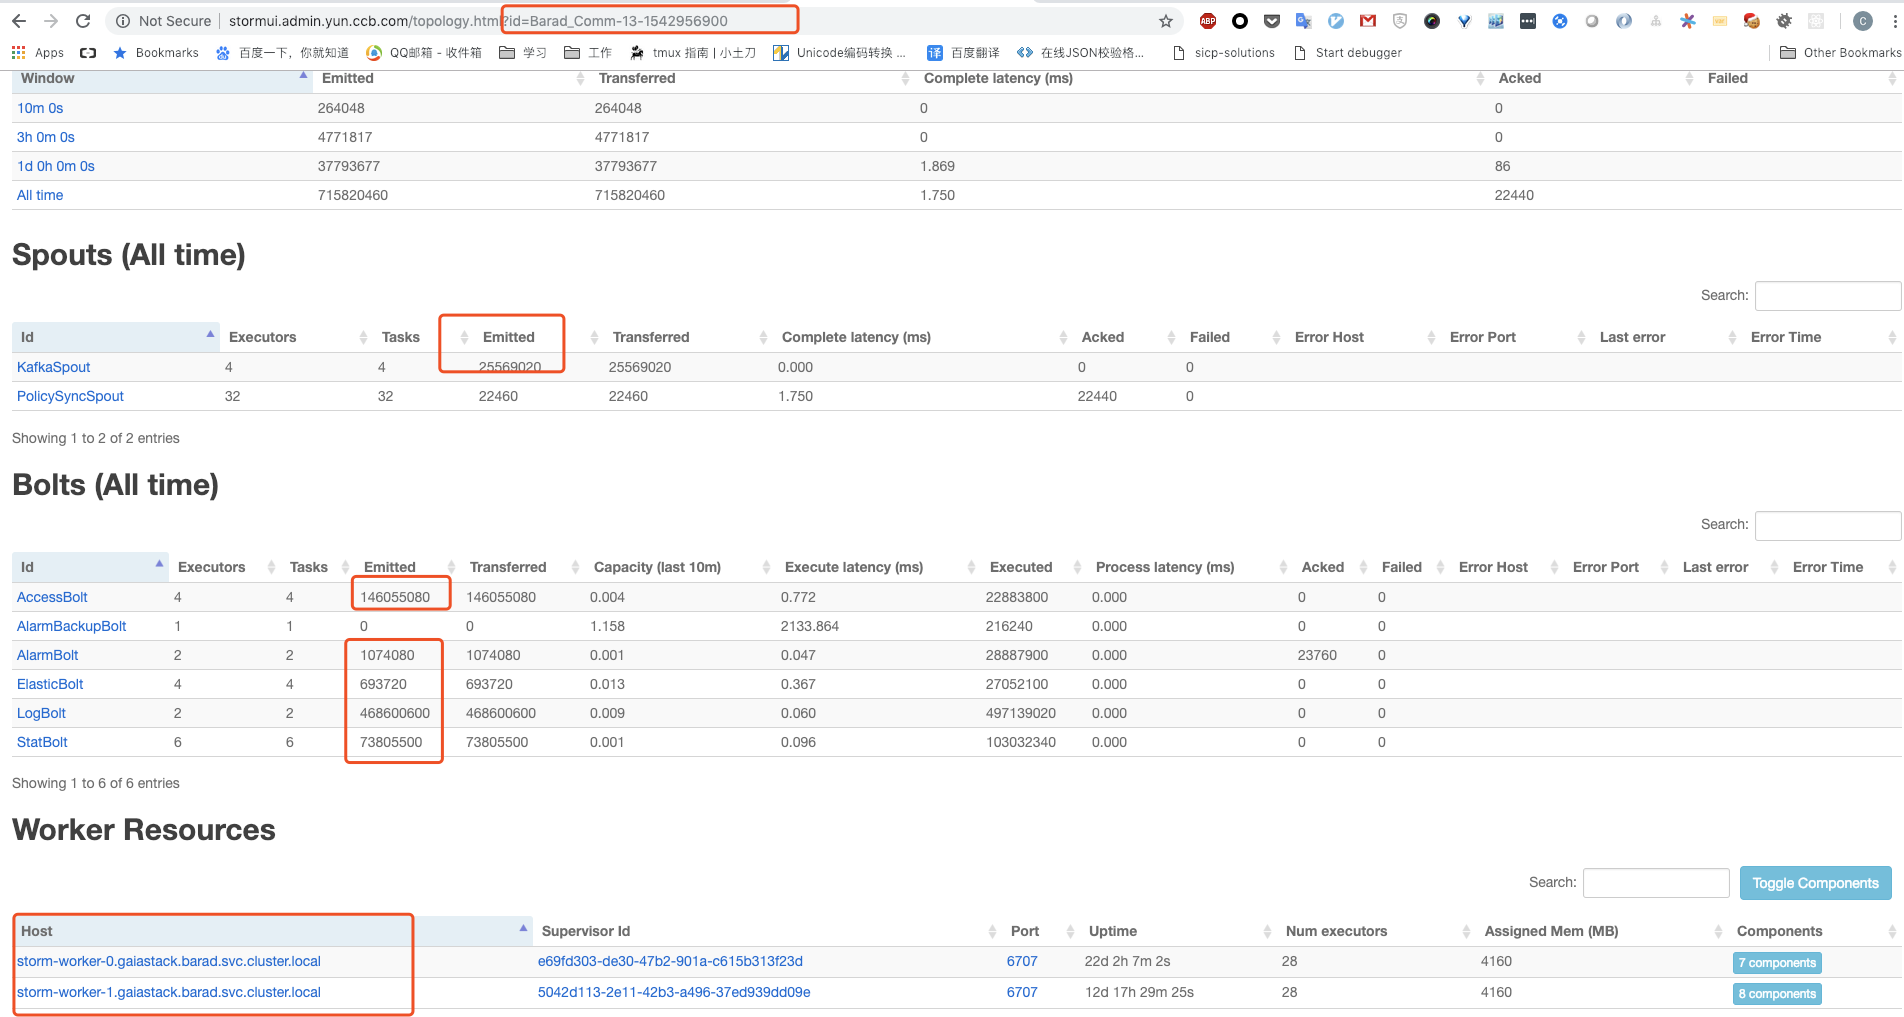 Not Secure | stormui.admin.yun.ccb.com/topology.html?id=Barad_Comm-13-1542956900
Apps Bookmarks 百度一下，你就知道 QQ邮箱 - 收件箱 学习 工作 tmux 指南 | 小土刀 Unicode编码转换 ... 百度翻译 在线JSON校验格... sicp-solutions Start debugger Other Bookmarks
Window Emitted Transferred Complete latency (ms) Acked Failed
10m 0s 264048 264048 0 0
3h 0m 0s 4771817 4771817 0 0
1d 0h 0m 0s 37793677 37793677 1.869 86
All time 715820460 715820460 1.750 22440
Spouts (All time)
Search:
Id Executors Tasks Emitted Transferred Complete latency (ms) Acked Failed Error Host Error Port Last error Error Time
KafkaSpout 4 4 25569020 25569020 0.000 0 0
PolicySyncSpout 32 32 22460 22460 1.750 22440 0
Showing 1 to 2 of 2 entries
Bolts (All time)
Search:
Id Executors Tasks Emitted Transferred Capacity (last 10m) Execute latency (ms) Executed Process latency (ms) Acked Failed Error Host Error Port Last error Error Time
AccessBolt 4 4 146055080 146055080 0.004 0.772 22883800 0.000 0 0
AlarmBackupBolt 1 1 0 0 1.158 2133.864 216240 0.000 0 0
AlarmBolt 2 2 1074080 1074080 0.001 0.047 28887900 0.000 23760 0
ElasticBolt 4 4 693720 693720 0.013 0.367 27052100 0.000 0 0
LogBolt 2 2 468600600 468600600 0.009 0.060 497139020 0.000 0 0
StatBolt 6 6 73805500 73805500 0.001 0.096 103032340 0.000 0 0
Showing 1 to 6 of 6 entries
Worker Resources
Search: Toggle Components
Host Supervisor Id Port Uptime Num executors Assigned Mem (MB) Components
storm-worker-0.gaiastack.barad.svc.cluster.local e69fd303-de30-47b2-901a-c615b313f23d 6707 22d 2h 7m 2s 28 4160 7 components
storm-worker-1.gaiastack.barad.svc.cluster.local 5042d113-2e11-42b3-a496-37ed939dd09e 6707 12d 17h 29m 25s 28 4160 8 components